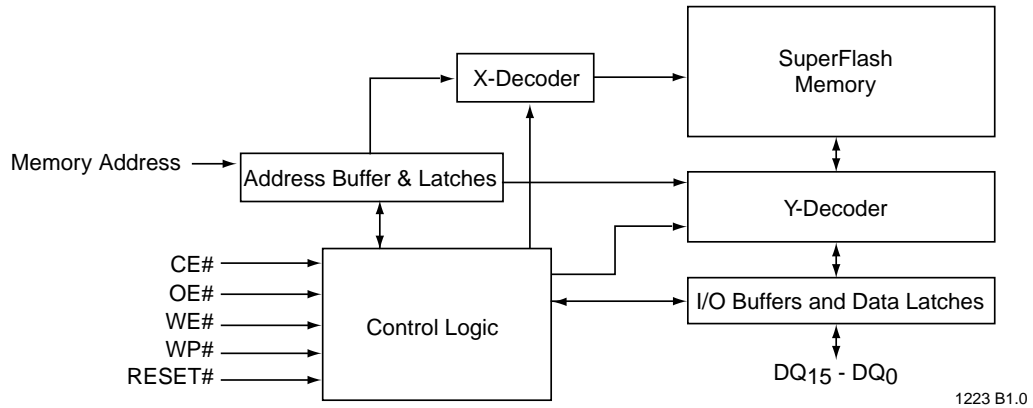 SuperFlash
Memory
X-Decoder
Memory Address
Address Buffer & Latches
Y-Decoder
CE#
OE#
WE#
WP#
RESET#
Control Logic
I/O Buffers and Data Latches
DQ15 - DQ0
1223 B1.0